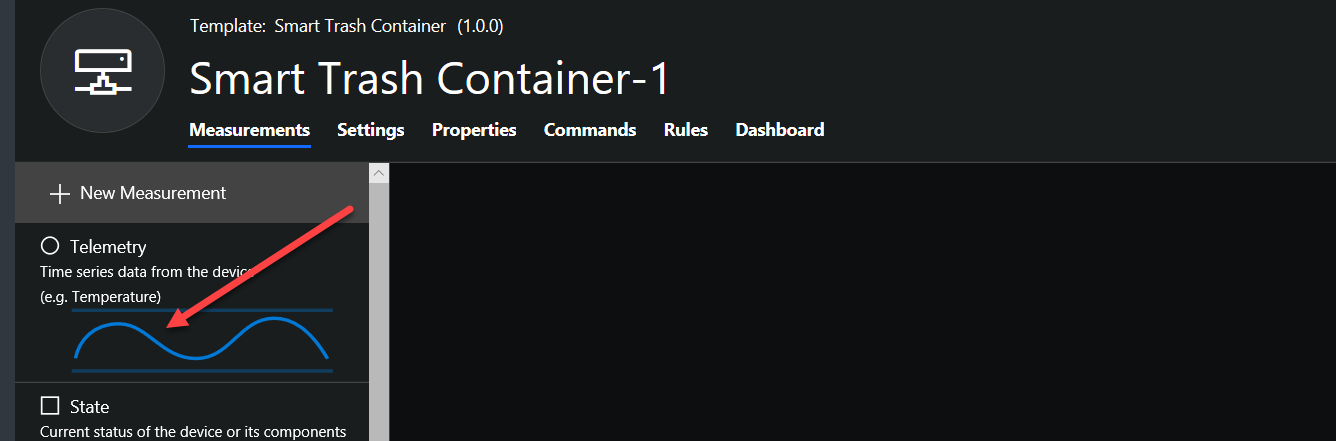 Template: Smart Trash Container (1.0.0)
Smart Trash Container-1
Measurements Settings Properties Commands Rules Dashboard
New Measurement
Telemetry
Time series data from the device
(e.g. Temperature)
State
Current status of the device or its components